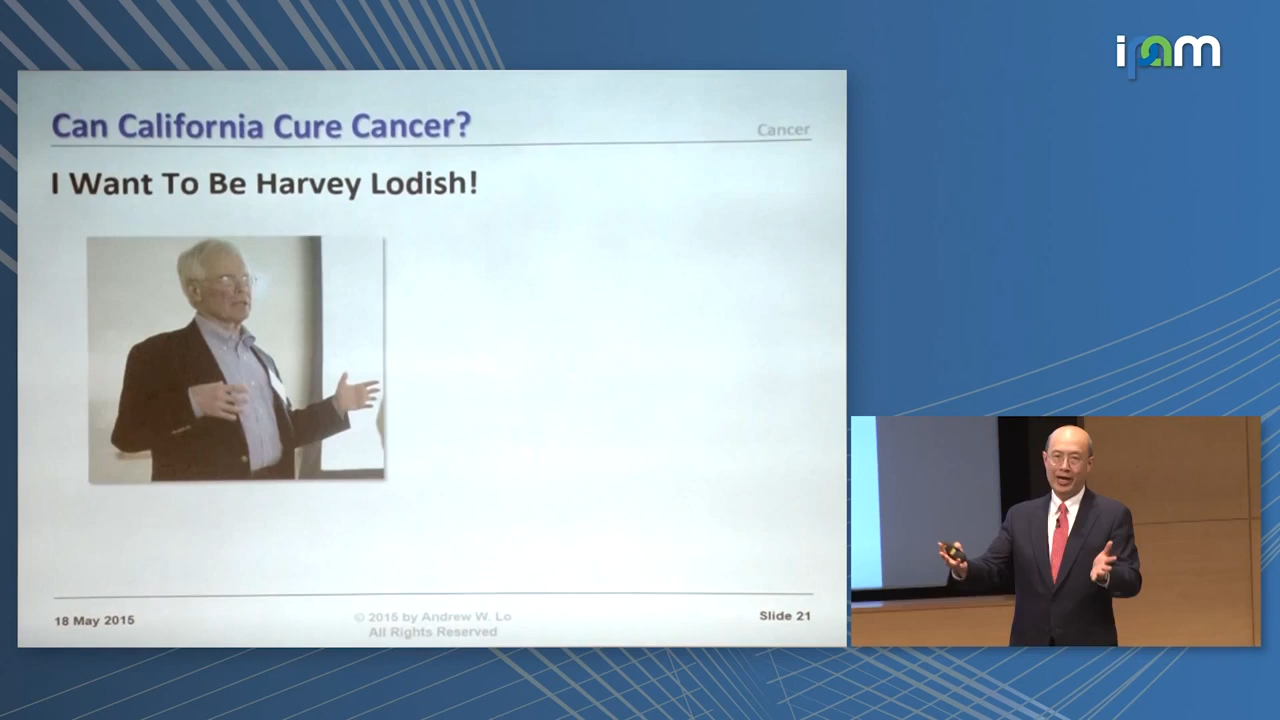 ipam
Can California Cure Cancer?
Cancer
I Want To Be Harvey Lodish!
18 May 2015
© 2015 by Andrew W. Lo
All Rights Reserved
Slide 21